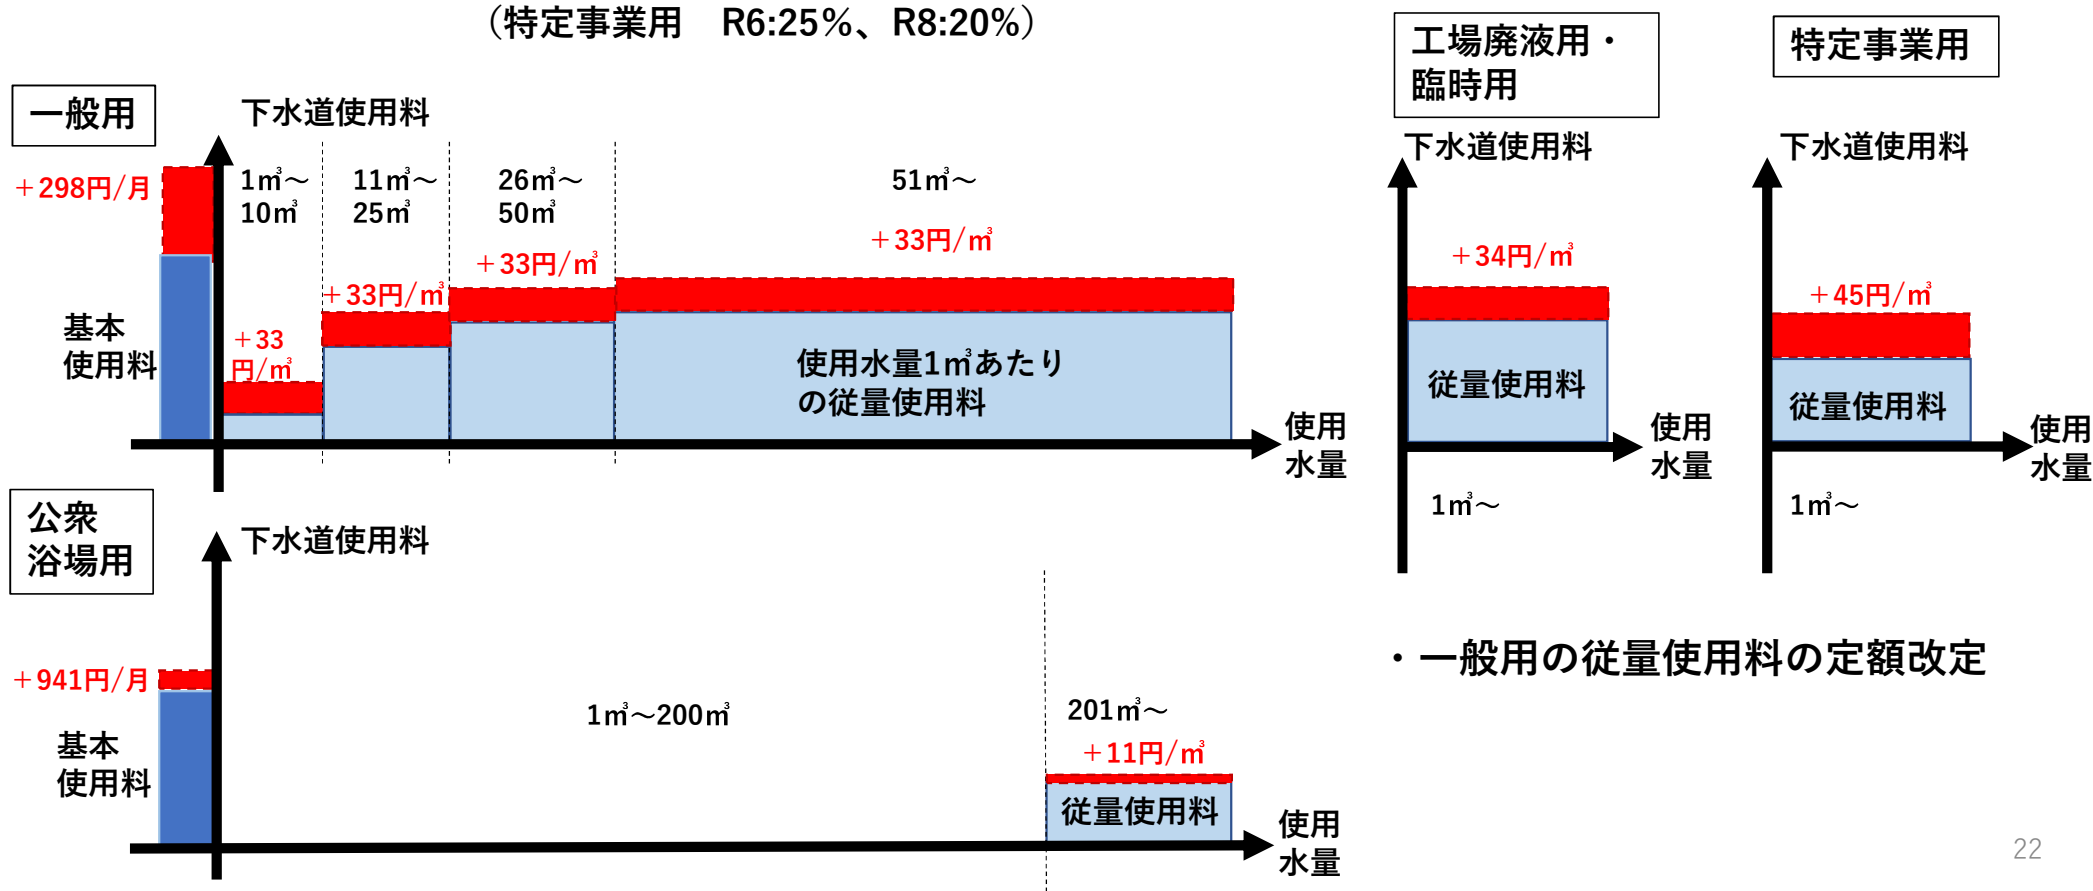 （特定事業用　R6:25%、R8:20%）
一般用
下水道使用料
＋298円/月
1㎥～
10㎥
11㎥～
25㎥
26㎥～
50㎥
51㎥～
＋33
円/㎥
＋33円/㎥
＋33円/㎥
＋33円/㎥
基本
使用料
使用水量1㎥あたり
の従量使用料
使用
水量
工場廃液用・
臨時用
下水道使用料
＋34円/㎥
従量使用料
使用
水量
1㎥～
特定事業用
下水道使用料
＋45円/㎥
従量使用料
使用
水量
1㎥～
公衆
浴場用
下水道使用料
＋941円/月
基本
使用料
1㎥～200㎥
201㎥～
＋11円/㎥
従量使用料
使用
水量
・一般用の従量使用料の定額改定
22